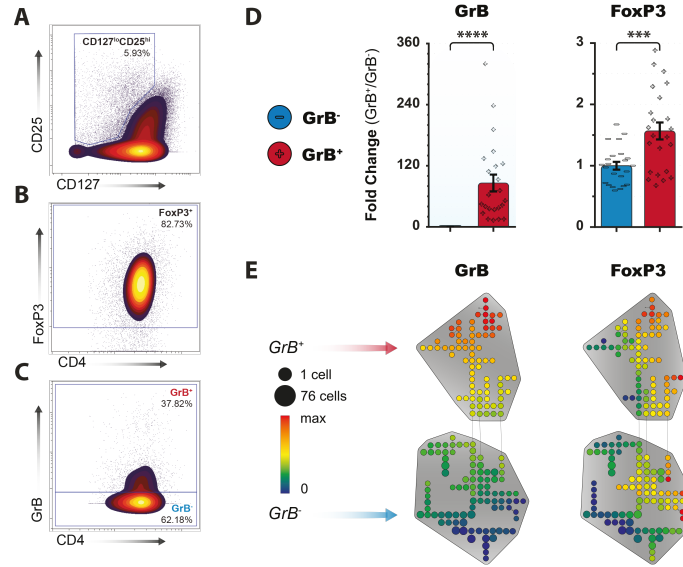 A
CD127loCD25hi
5.93%
CD25
CD127
B
FoxP3+
82.73%
FoxP3
CD4
C
GrB+
37.82%
GrB-
62.18%
GrB
CD4
D
GrB-
GrB+
GrB
FoxP3
Fold Change (GrB+/GrB-)
360
240
120
0
****
3
2
1
0
***
E
GrB
FoxP3
GrB+
1 cell
76 cells
max
0
GrB-